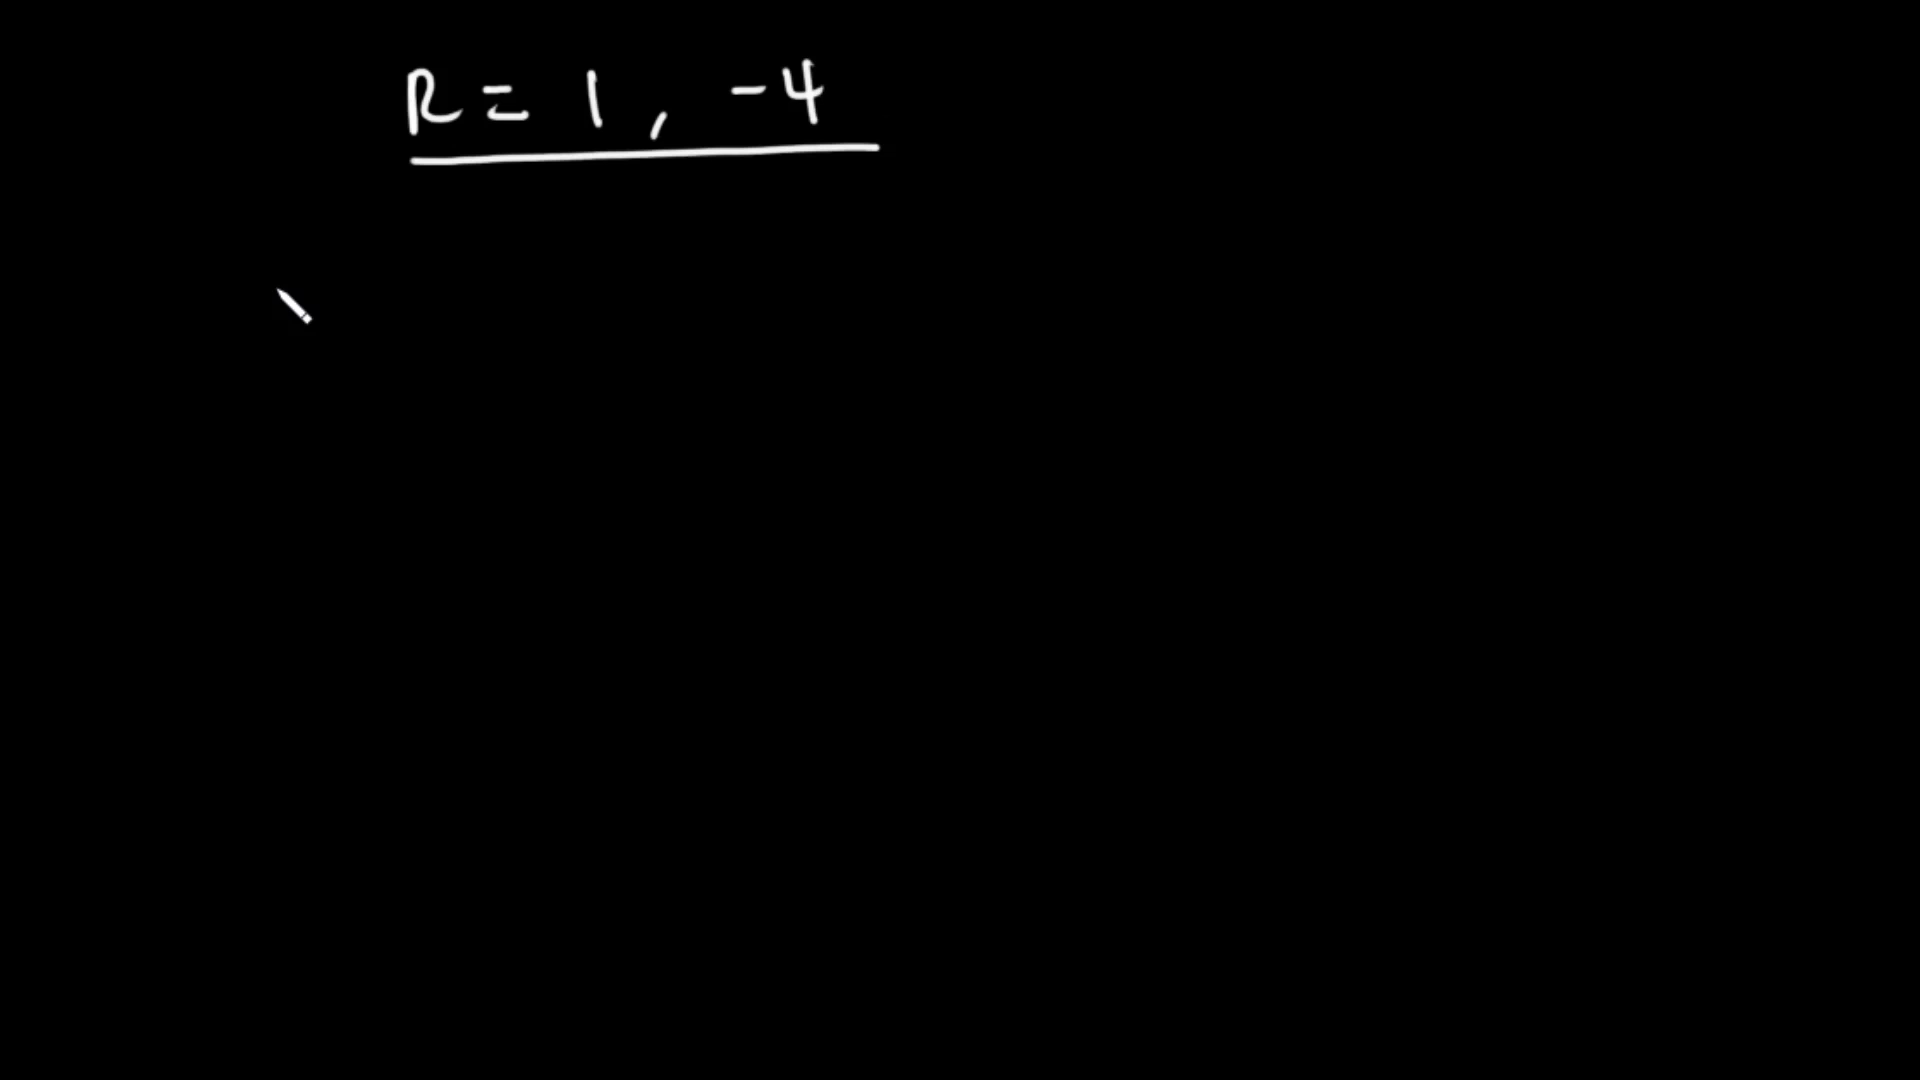 R = 1 , -4